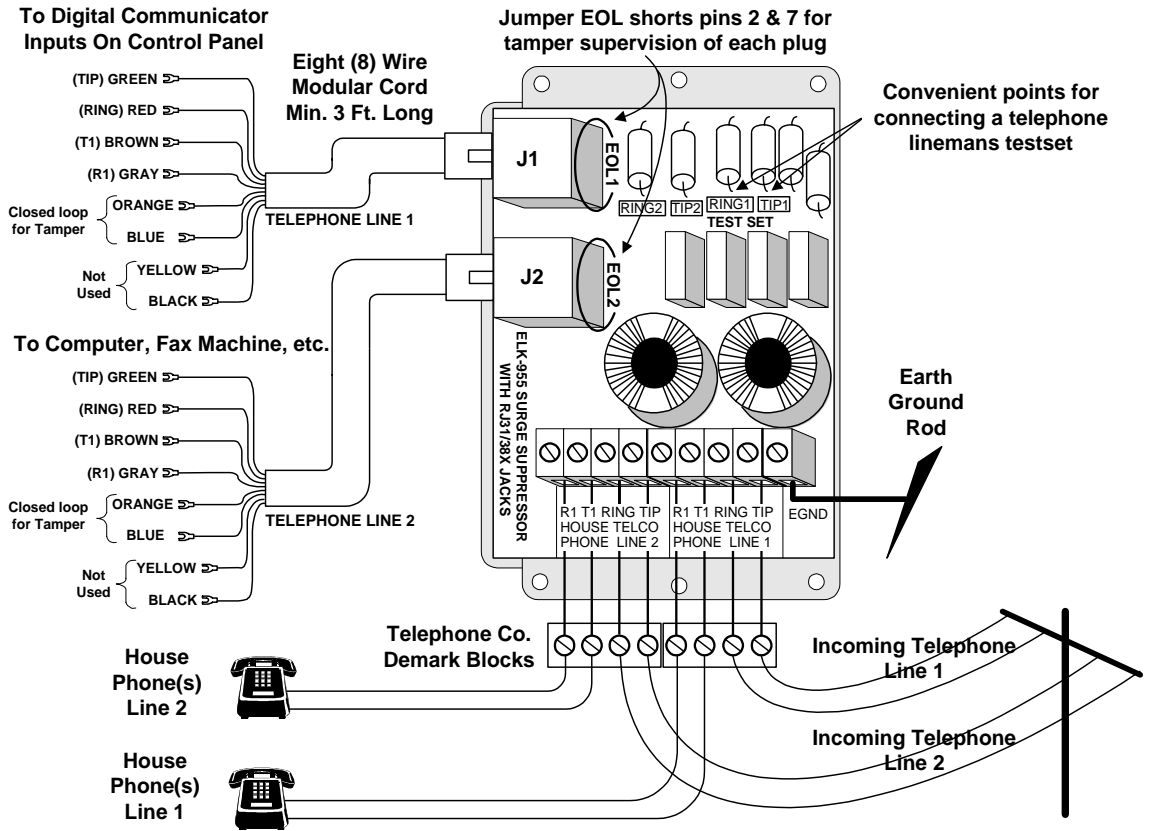 To Digital Communicator
Inputs On Control Panel
(TIP) GREEN
(RING) RED
(T1) BROWN
(R1) GRAY
ORANGE
BLUE
Closed loop
for Tamper
YELLOW
BLACK
Not
Used
Eight (8) Wire
Modular Cord
Min. 3 Ft. Long
TELEPHONE LINE 1
Jumper EOL shorts pins 2 & 7 for
tamper supervision of each plug
Convenient points for
connecting a telephone
linemans testset
J1
EOL1
RING2 TIP2 RING1 TIP1
TEST SET
J2
EOL2
ELK-955 SURGE SUPPRESSOR
WITH RJ31/38X JACKS
To Computer, Fax Machine, etc.
(TIP) GREEN
(RING) RED
(T1) BROWN
(R1) GRAY
ORANGE
BLUE
Closed loop
for Tamper
YELLOW
BLACK
Not
Used
TELEPHONE LINE 2
Earth
Ground
Rod
R1 T1 RING TIP
HOUSE TELCO
PHONE LINE 2
R1 T1 RING TIP
HOUSE TELCO
PHONE LINE 1
EGND
Telephone Co.
Demark Blocks
House
Phone(s)
Line 2
House
Phone(s)
Line 1
Incoming Telephone
Line 1
Incoming Telephone
Line 2